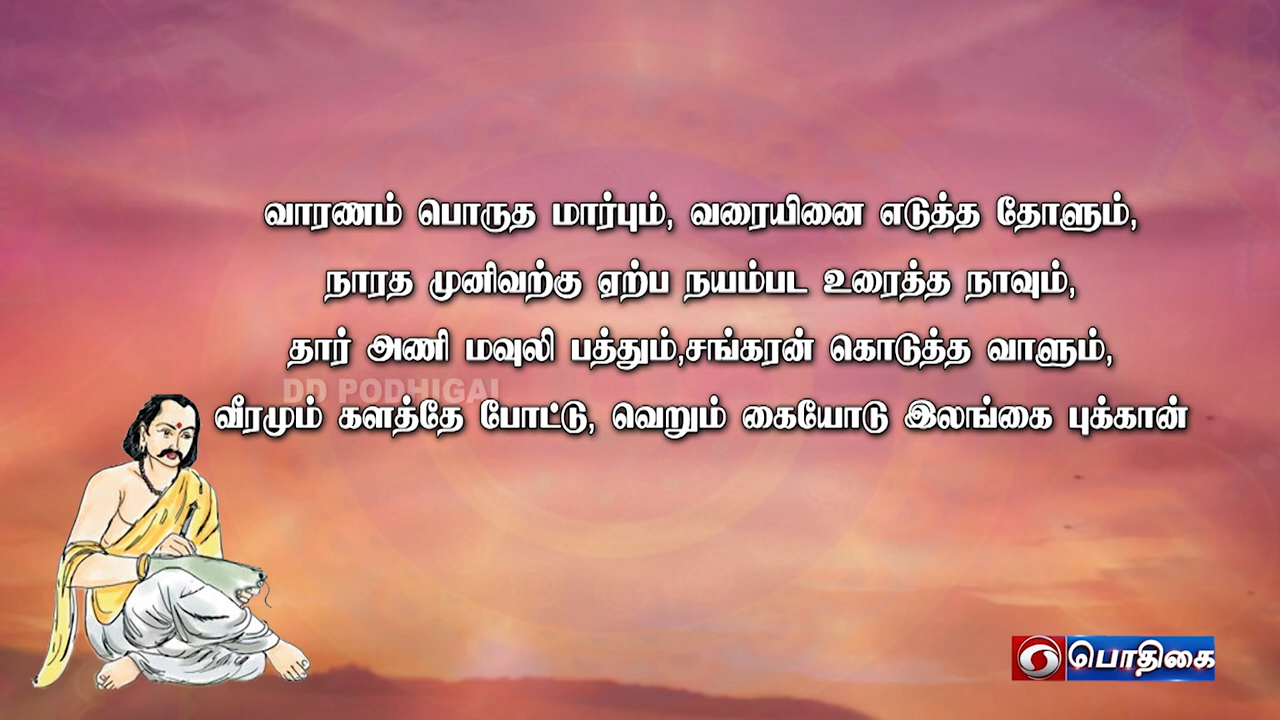 வாரணம் பொருத மார்பும், வரையினை எடுத்த தோளும்,
நாரத முனிவற்கு ஏற்ப நயம்பட உரைத்த நாவும்,
தார் அணி மவுலி பத்தும்,சங்கரன் கொடுத்த வாளும்,
DD PODHIGAI
வீரமும் களத்தே போட்டு, வெறும் கையோடு இலங்கை புக்கான்
பொதிகை